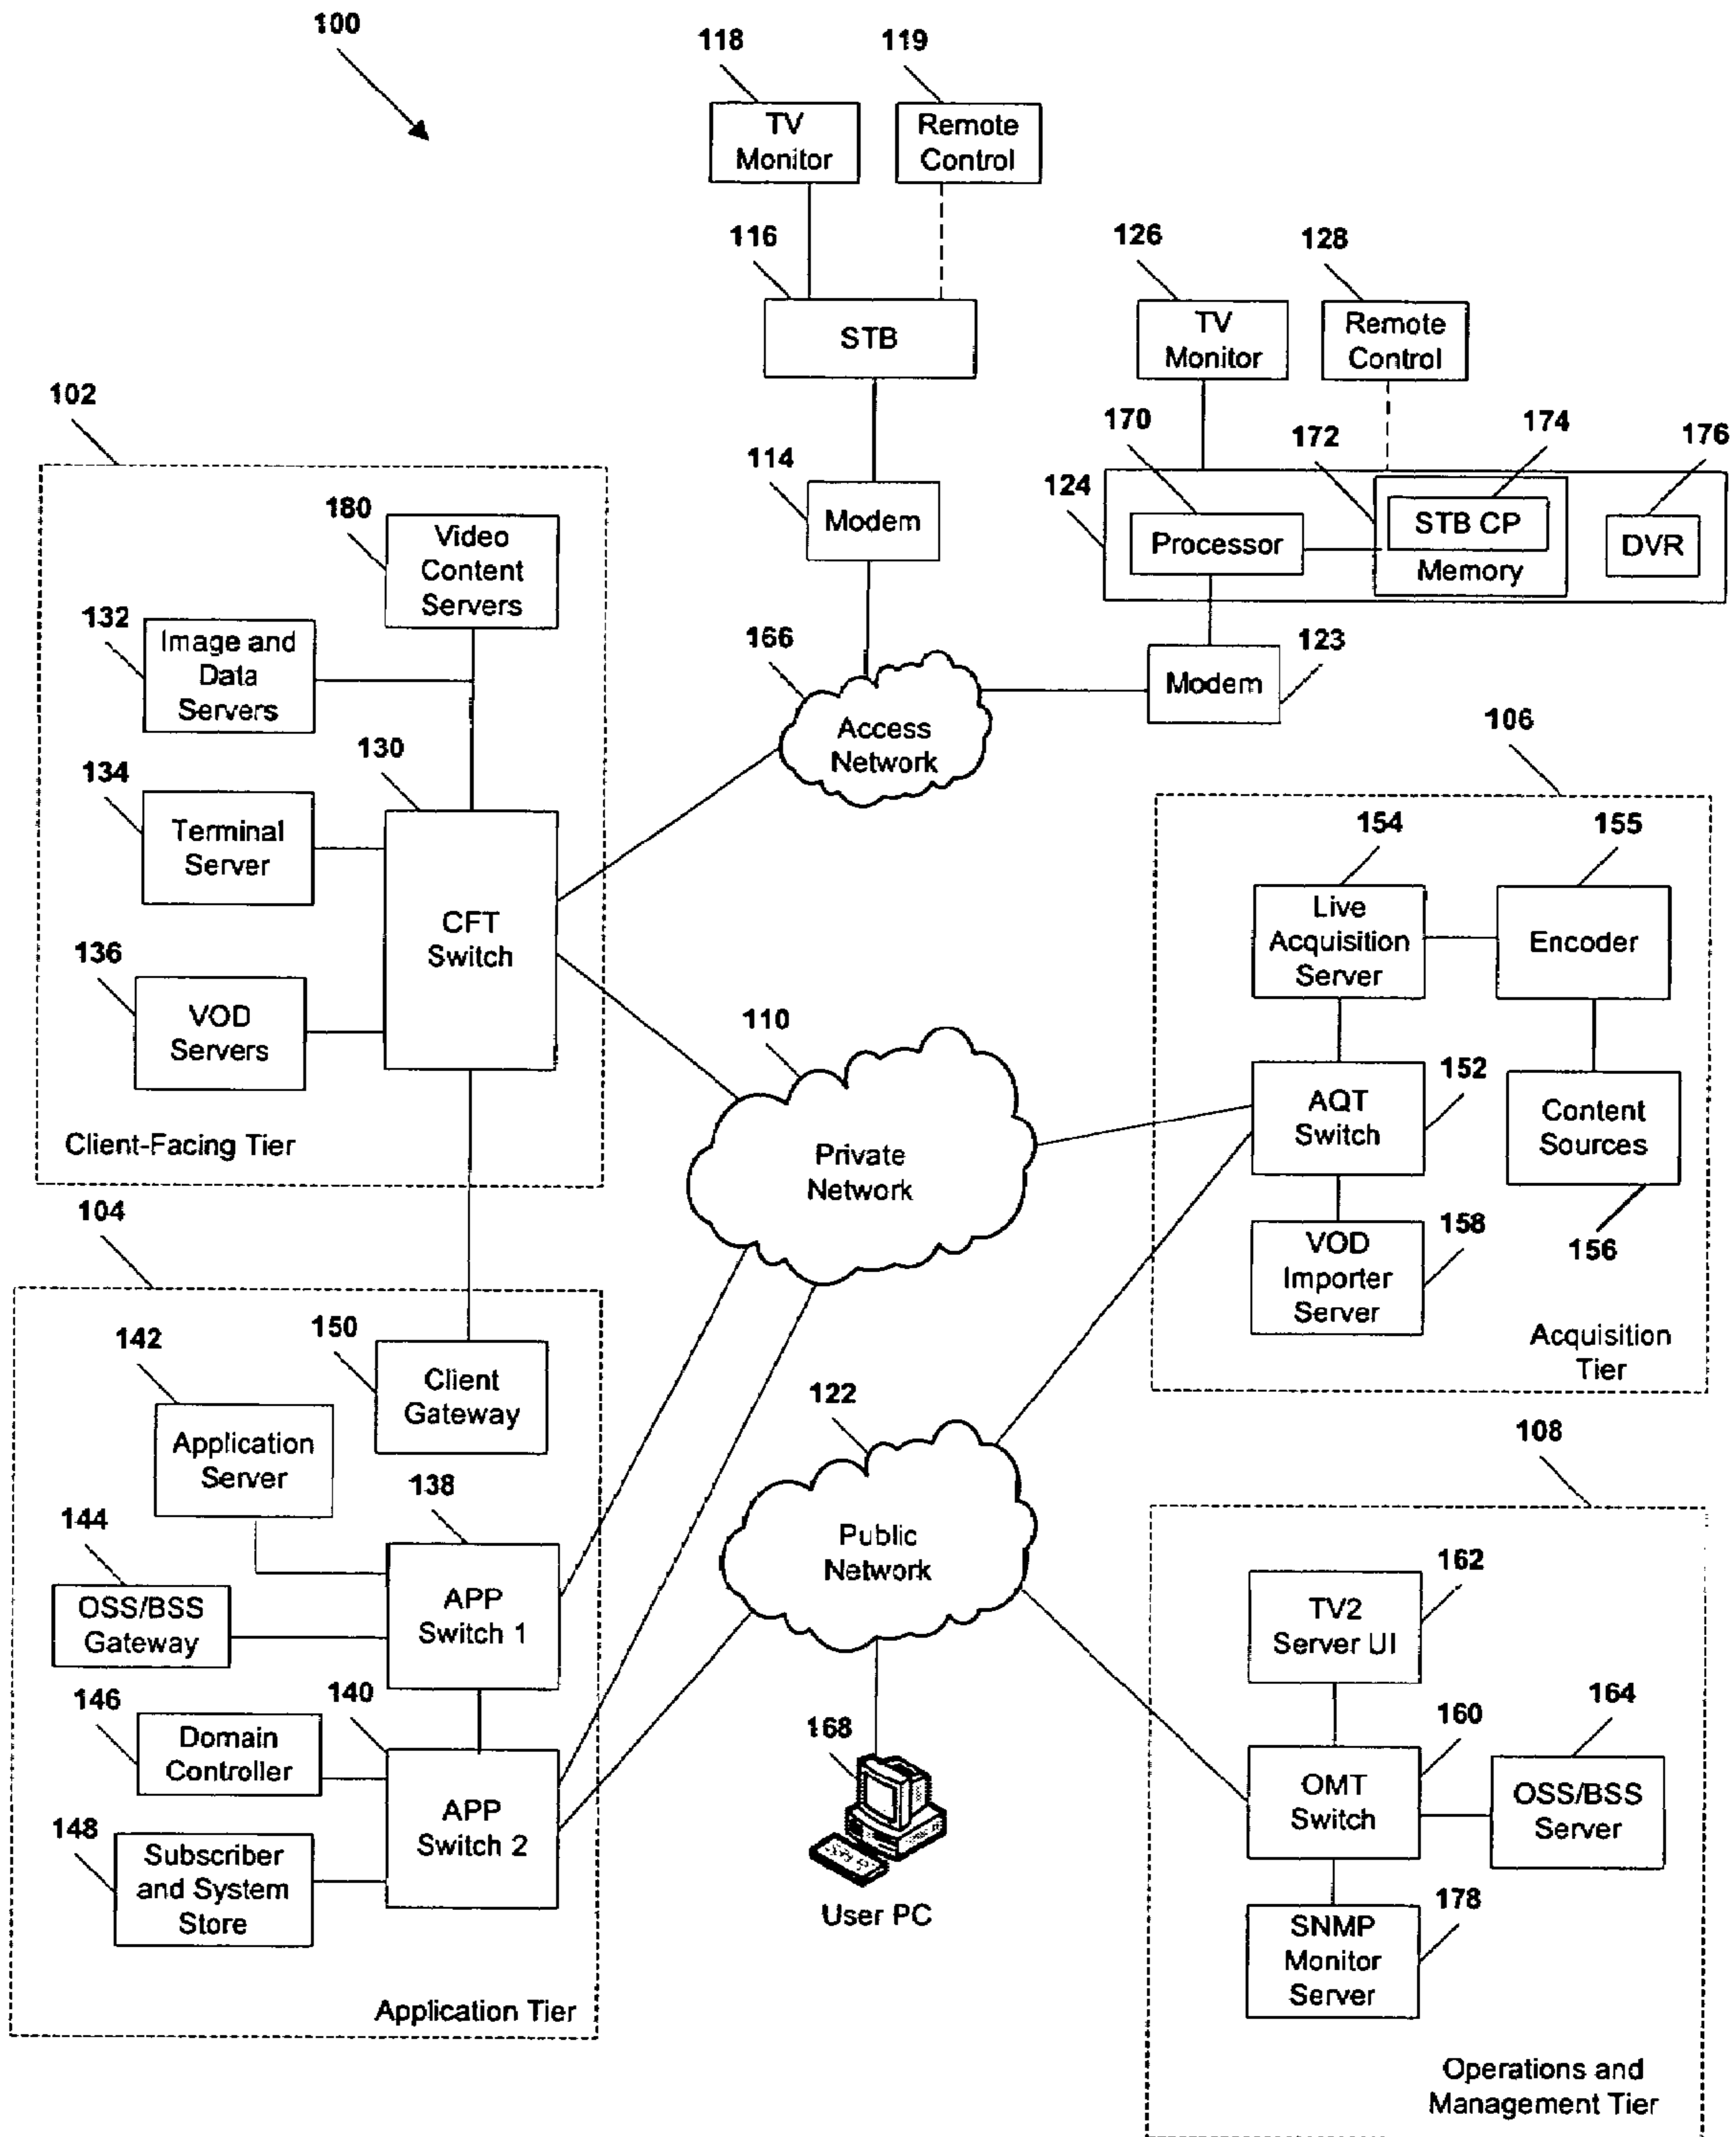 100
118
119
TV
Monitor
Remote
Control
116
STB
126
128
TV
Monitor
Remote
Control
102
114
Modem
170
172
174
176
124
Processor
STB CP
Memory
DVR
180
Video
Content
Servers
132
Image and
Data
Servers
166
Access
Network
123
Modem
106
134
Terminal
Server
130
CFT
Switch
136
VOD
Servers
Client-Facing Tier
154
155
Live
Acquisition
Server
Encoder
110
Private
Network
152
AQT
Switch
Content
Sources
156
158
VOD
Importer
Server
Acquisition
Tier
104
142
150
Client
Gateway
Application
Server
122
Public
Network
108
138
144
OSS/BSS
Gateway
APP
Switch 1
162
TV2
Server UI
146
140
Domain
Controller
APP
Switch 2
148
Subscriber
and System
Store
168
User PC
160
164
OMT
Switch
OSS/BSS
Server
178
SNMP
Monitor
Server
Application Tier
Operations and
Management Tier